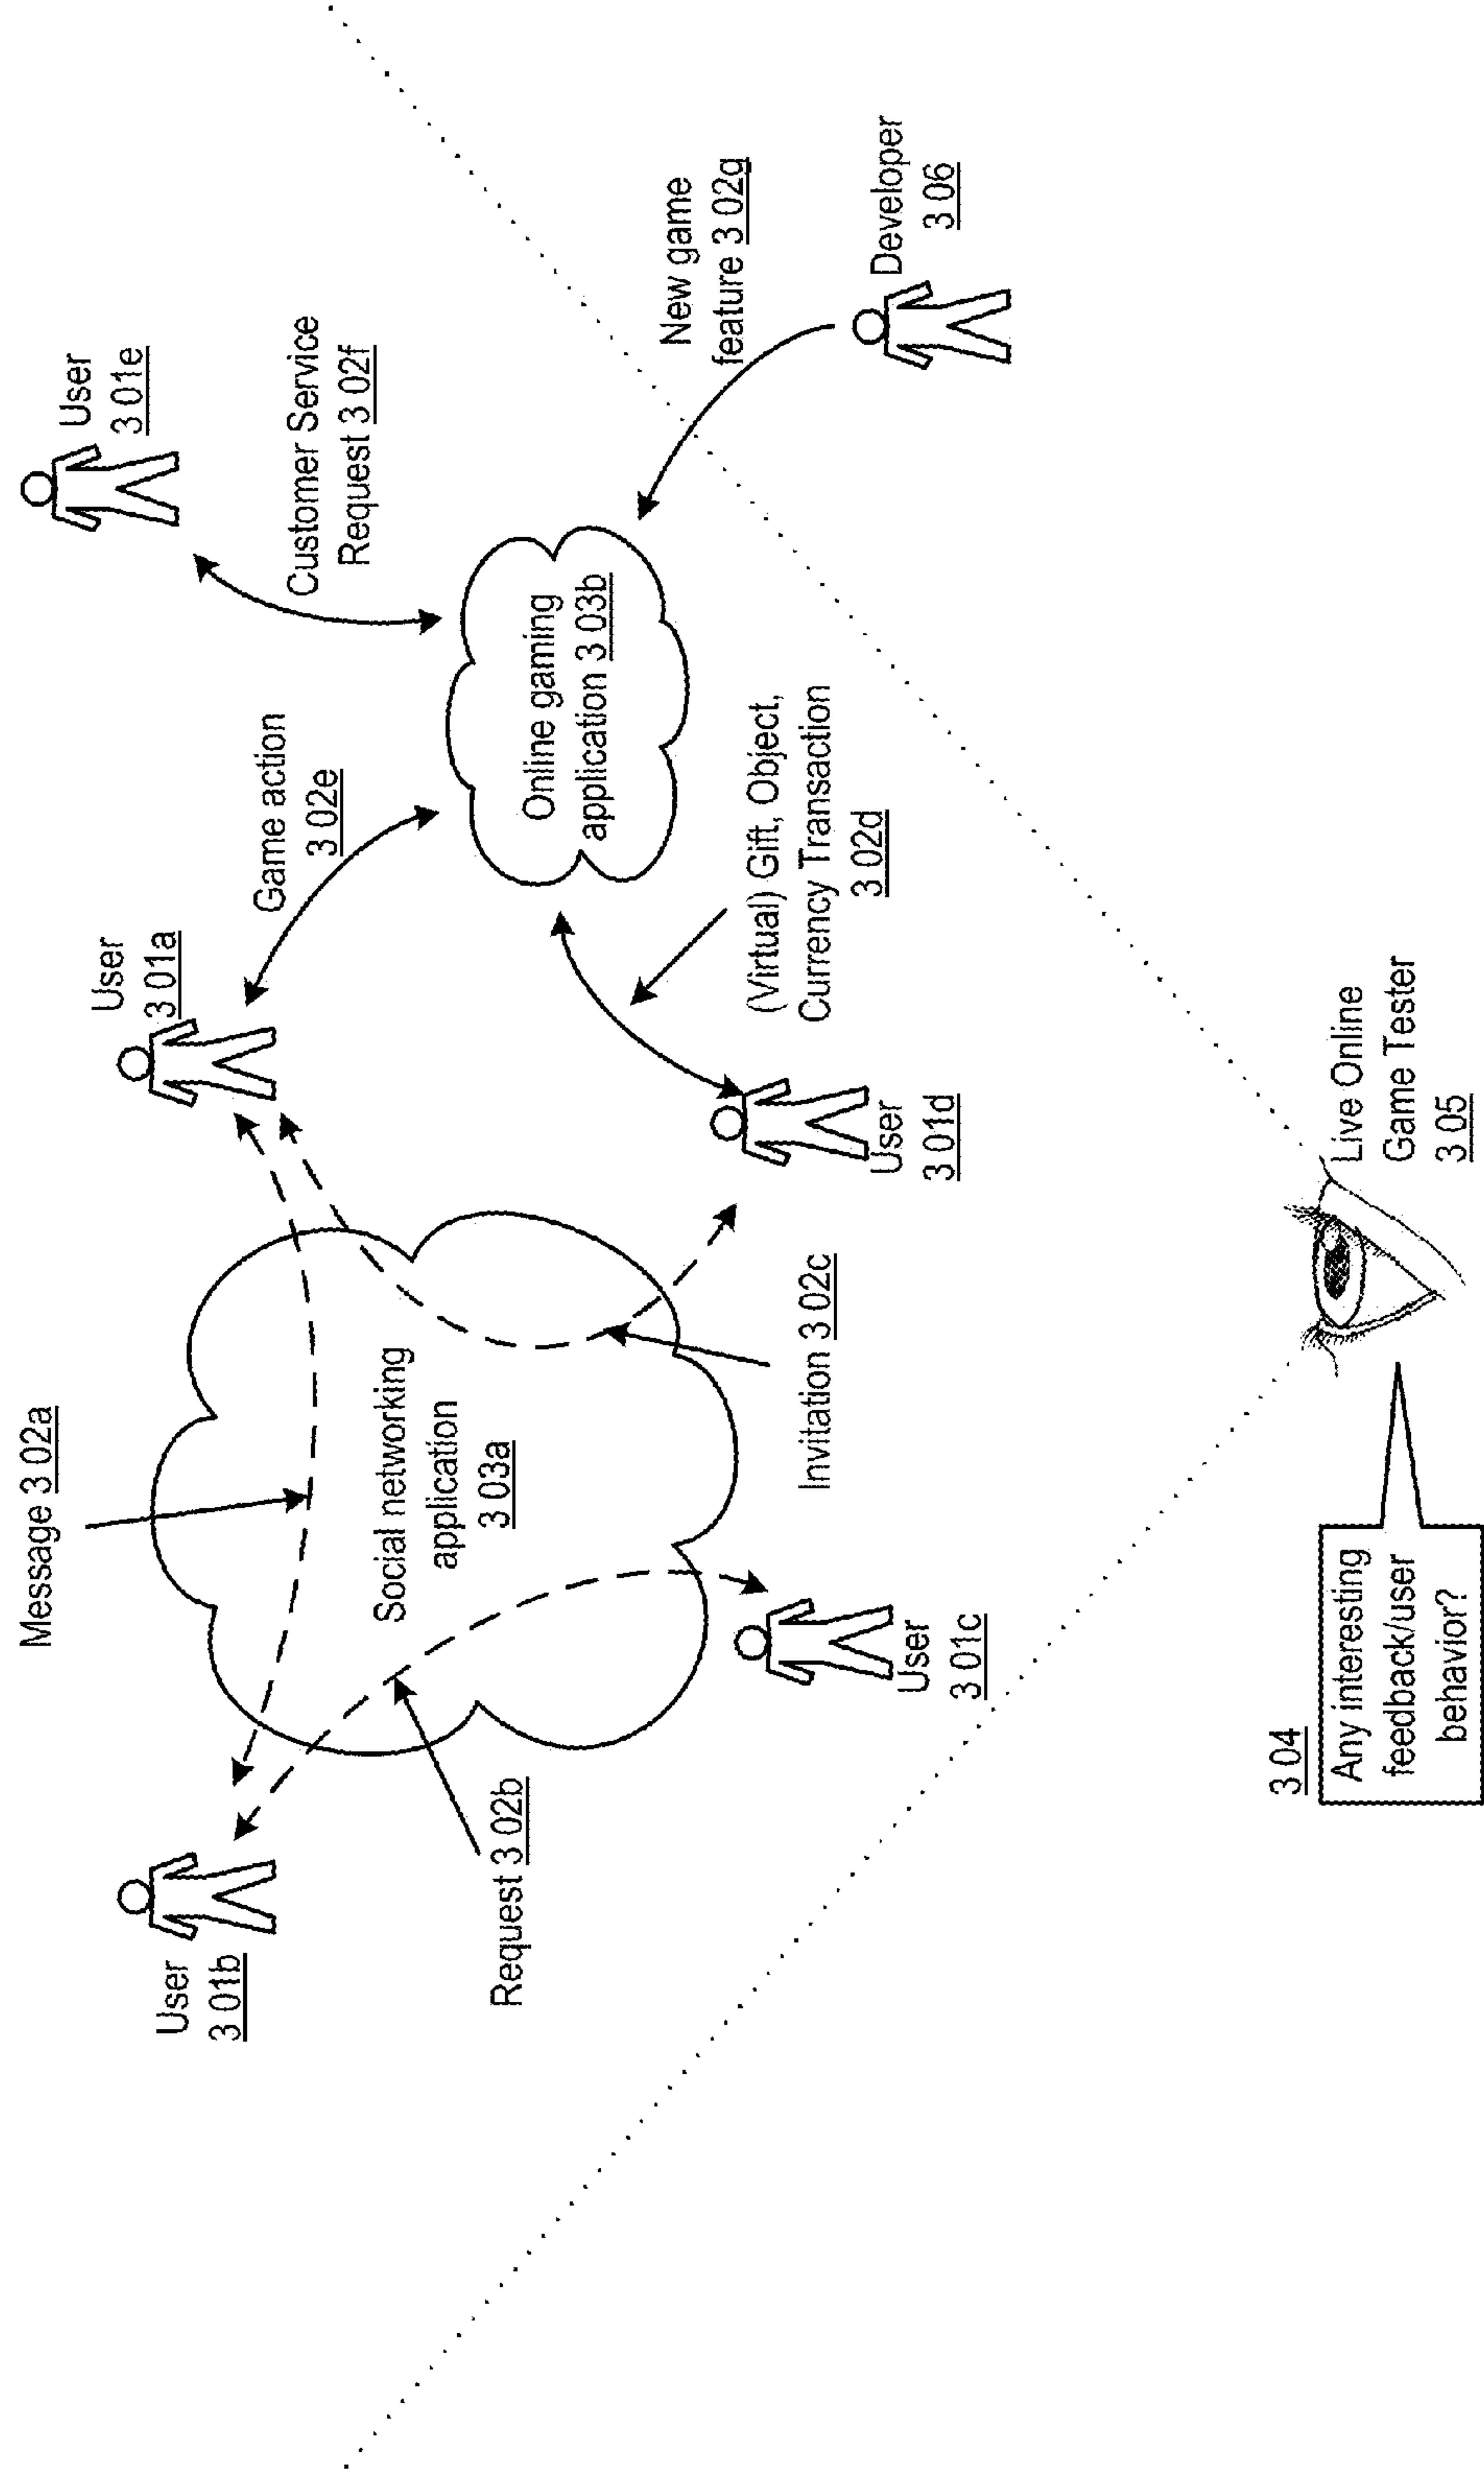 Message 3 02a
User
3 01b
User
3 01a
User
3 01e
Game action
3 02e
Customer Service
Request 3 02f
Social networking
application
3 03a
Online gaming
application 3 03b
Request 3 02b
New game
feature 3 02g
User
3 01c
Invitation 3 02c
User
3 01d
(Virtual) Gift, Object,
Currency Transaction
3 02d
Developer
3 06
3 04
Any interesting
feedback/user
behavior?
Live Online
Game Tester
3 05